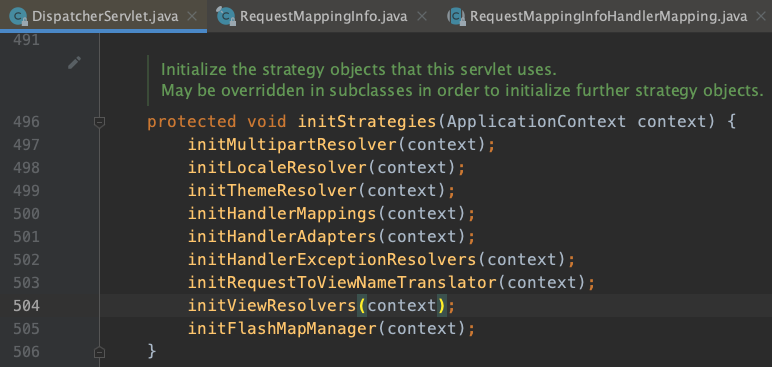 DispatcherServlet.java RequestMappingInfo.java RequestMappingInfoHandlerMapping.java
491
Initialize the strategy objects that this servlet uses.
May be overridden in subclasses in order to initialize further strategy objects.
496 protected void initStrategies(ApplicationContext context) {
497 initMultipartResolver(context);
498 initLocaleResolver(context);
499 initThemeResolver(context);
500 initHandlerMappings(context);
501 initHandlerAdapters(context);
502 initHandlerExceptionResolvers(context);
503 initRequestToViewNameTranslator(context);
504 initViewResolvers(context);
505 initFlashMapManager(context);
506 }